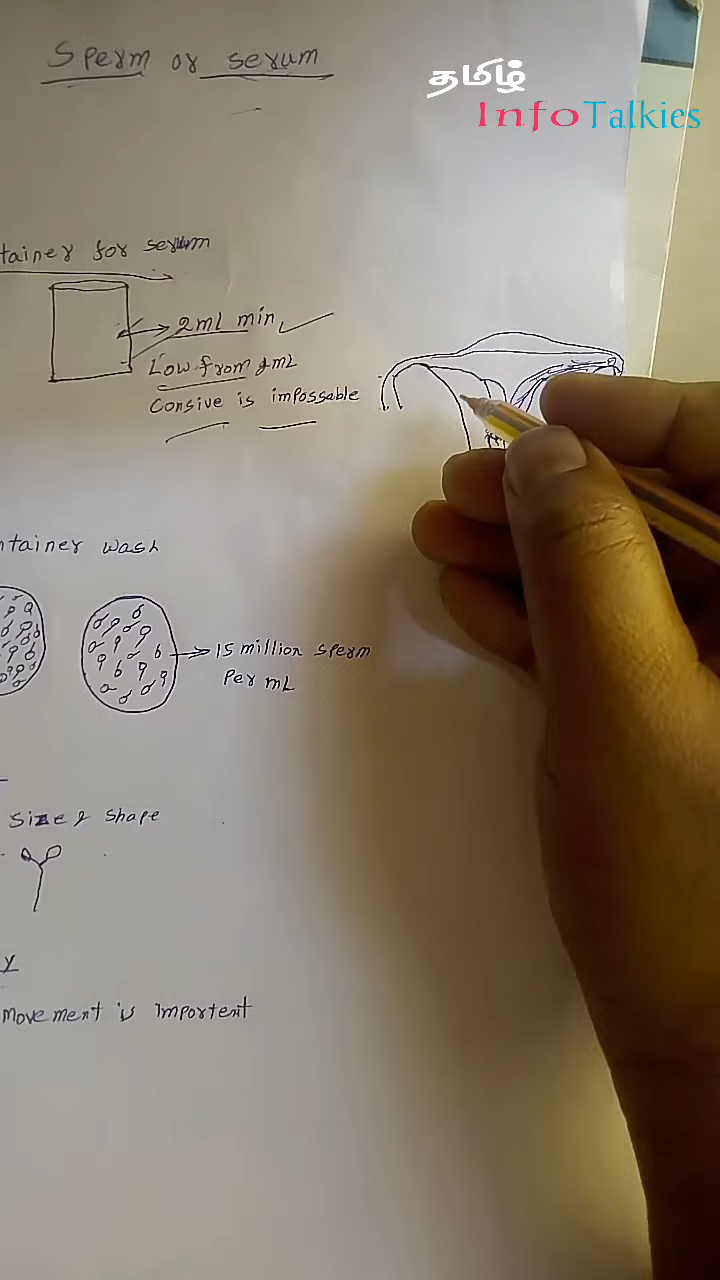 Sperm or serum
தமிழ்
InfoTalkies
tainer for serum
2mL min
Low from 2mL
Consive is impossable
ntainer wash
15 million sperm
Per mL
size & shape
y
movement is importent